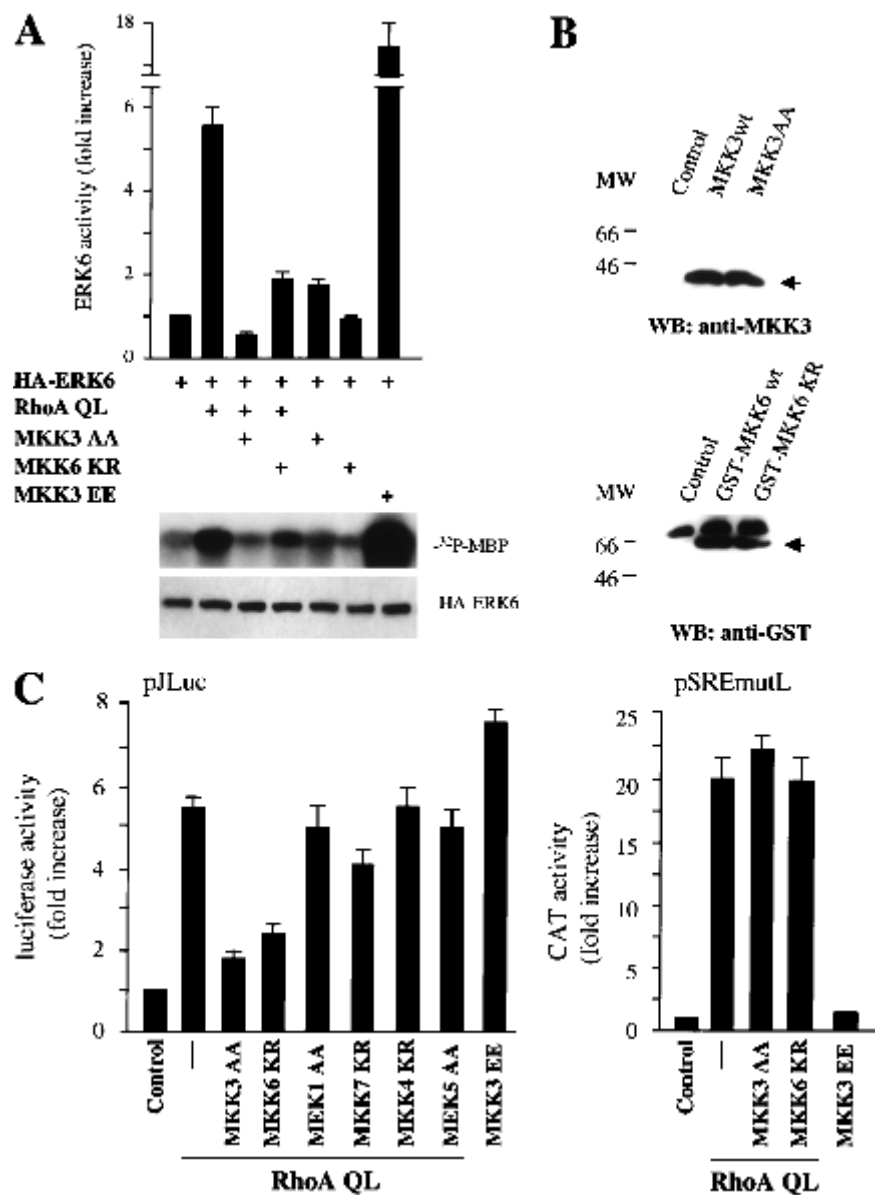 A
18
6
4
2
0
ERK6 activity (fold increase)
HA-ERK6 + + + + + + +
RhoA QL + + +
MKK3 AA + +
MKK6 KR + +
MKK3 EE +
-³²P-MBP
HA ERK6
B
Control
MKK3wt
MKK3AA
MW
66
46
WB: anti-MKK3
Control
GST-MKK6 wt
GST-MKK6 KR
MW
66
46
WB: anti-GST
C
pJLuc
8
6
4
2
0
luciferase activity
(fold increase)
Control
—
MKK3 AA
MKK6 KR
MEK1 AA
MKK7 KR
MKK4 KR
MEK5 AA
MKK3 EE
RhoA QL
pSREmutL
25
20
15
10
5
0
CAT activity
(fold increase)
Control
—
MKK3 AA
MKK6 KR
MKK3 EE
RhoA QL